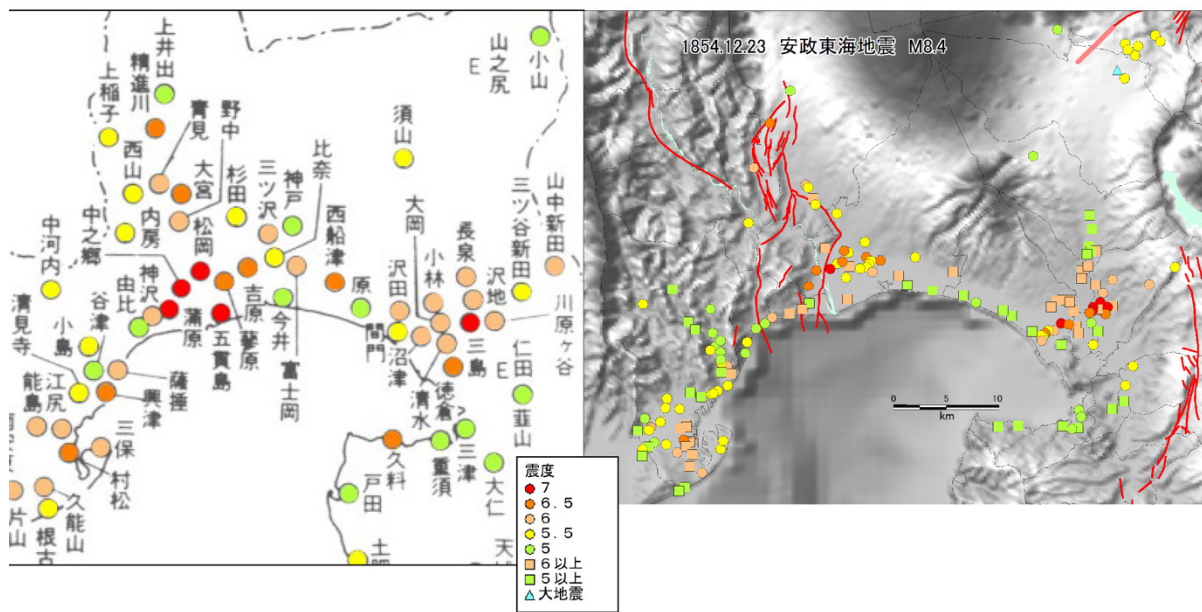 上井出
精進川
上稲子
青見
野中
山之尻
E
小山
須山
比奈
神戸
三ツ沢
杉田
大宮
西山
内房
松岡
中之郷
中河内
西船津
大岡
小林
長泉
三ツ谷新田
山中新田
沢地
沢田
原
由比
神沢
谷津
小島
清見寺
蒲原
五貫島
蓼原
吉原
今井
富士岡
間門
沼津
清水
徳倉
三島
川原ヶ谷
仁田
E
韮山
薩捶
興津
江尻
能島
三保
村松
久能山
根古
片山
久料
重須
三津
戸田
大仁
土肥
天城
1854.12.23 安政東海地震 M8.4
0 5 10
km
震度
7
6.5
6
5.5
5
6以上
5以上
大地震